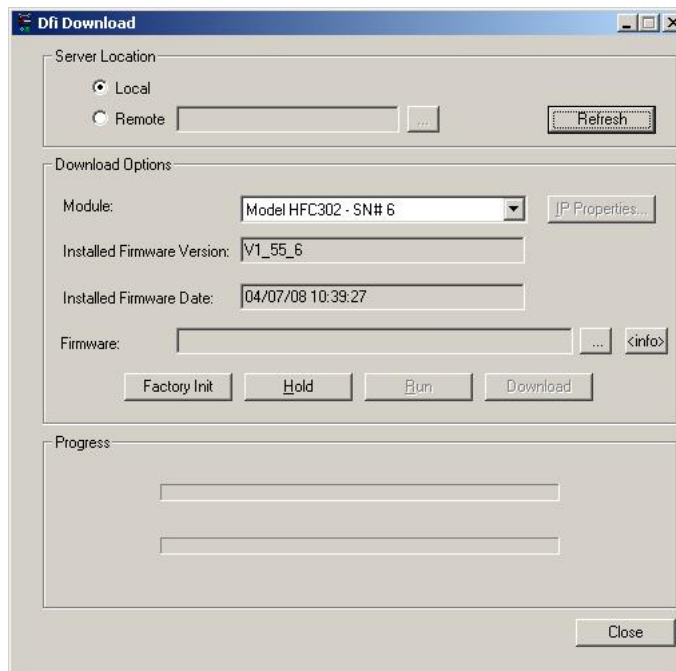 Dfi Download
Server Location
Local
Remote ... Refresh
Download Options
Module: Model HFC302 - SN# 6 IP Properties...
Installed Firmware Version: V1_55_6
Installed Firmware Date: 04/07/08 10:39:27
Firmware: ... <info>
Factory Init Hold Run Download
Progress
Close